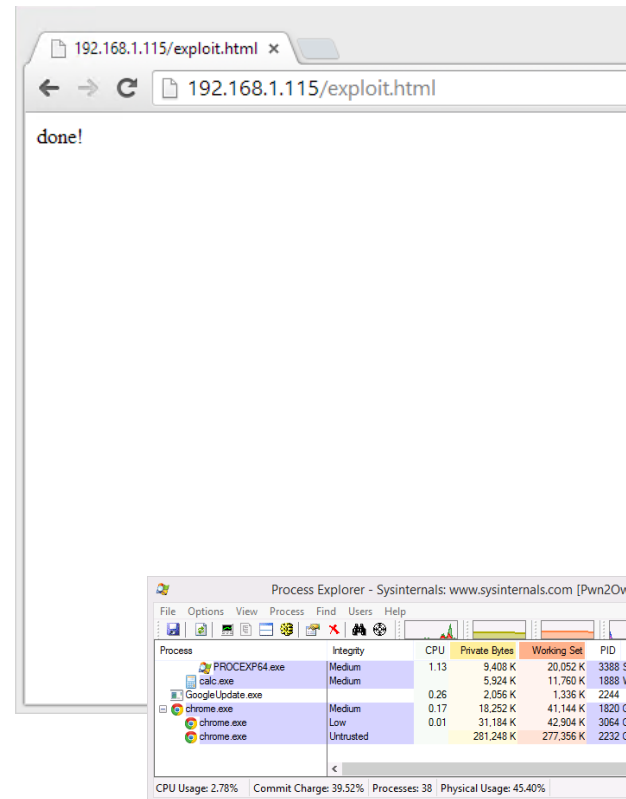 192.168.1.115/exploit.html ×
192.168.1.115/exploit.html
done!
Process Explorer - Sysinternals: www.sysinternals.com [Pwn2Ow
File Options View Process Find Users Help
Process Integrity CPU Private Bytes Working Set PID
PROCEXP64.exe Medium 1.13 9,408 K 20,052 K 3388 S
calc.exe Medium 5,924 K 11,760 K 1888 W
GoogleUpdate.exe 0.26 2,056 K 1,336 K 2244
chrome.exe Medium 0.17 18,252 K 41,144 K 1820 G
chrome.exe Low 0.01 31,184 K 42,904 K 3064 G
chrome.exe Untrusted 281,248 K 277,356 K 2232 G
CPU Usage: 2.78% Commit Charge: 39.52% Processes: 38 Physical Usage: 45.40%